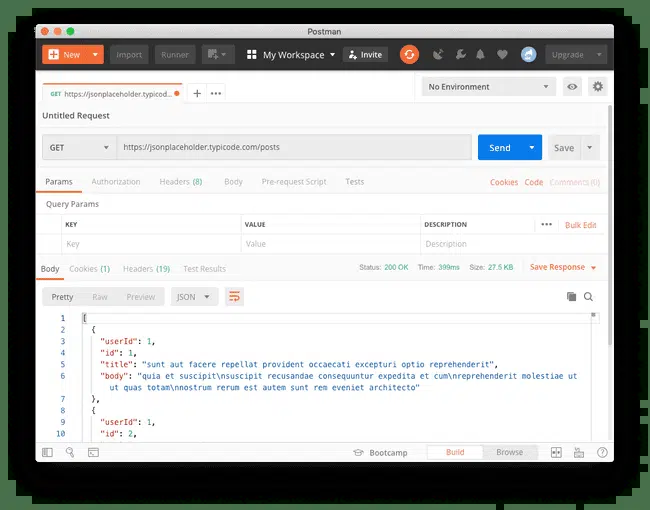 Postman
New Import Runner My Workspace Invite Upgrade
GET https://jsonplaceholder.typicod... + ••• No Environment
Untitled Request
GET https://jsonplaceholder.typicode.com/posts Send Save
Params Authorization Headers (8) Body Pre-request Script Tests Cookies Code Comments (0)
Query Params
KEY VALUE DESCRIPTION ••• Bulk Edit
Key Value Description
Body Cookies (1) Headers (19) Test Results Status: 200 OK Time: 399ms Size: 27.5 KB Save Response
Pretty Raw Preview JSON
1 [
2 {
3 "userId": 1,
4 "id": 1,
5 "title": "sunt aut facere repellat provident occaecati excepturi optio reprehenderit",
6 "body": "quia et suscipit\nsuscipit recusandae consequuntur expedita et cum\nreprehenderit molestiae ut
ut quas totam\nnostrum rerum est autem sunt rem eveniet architecto"
7 },
8 {
9 "userId": 1,
10 "id": 2,
Bootcamp Build Browse ?